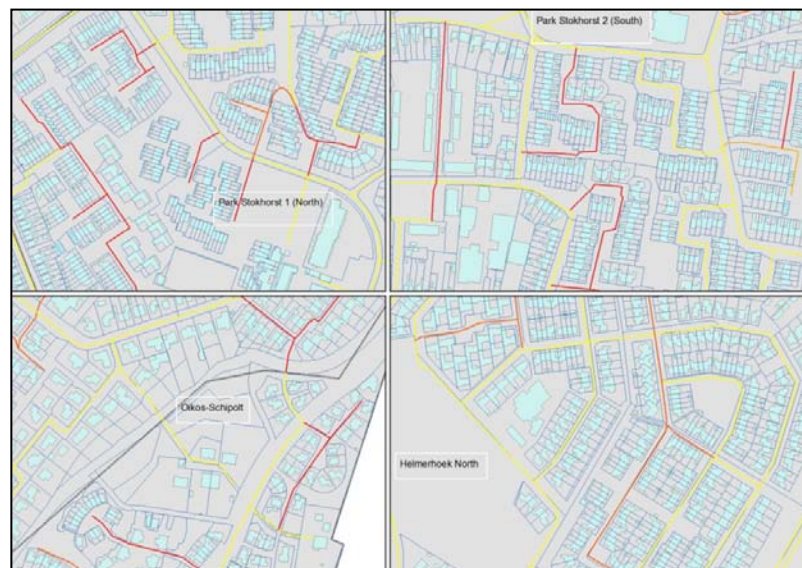 Park Stokhorst 2 (South)
Park Stokhorst 1 (North)
Oikos-Schipolt
Helmerhoek North